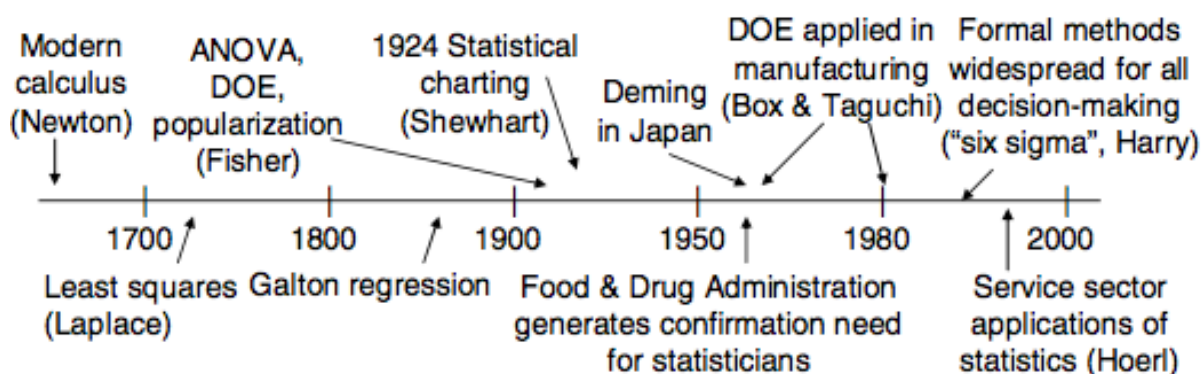 Modern
calculus
(Newton)
ANOVA,
DOE,
popularization
(Fisher)
1924 Statistical
charting
(Shewhart)
Deming
in Japan
DOE applied in
manufacturing
(Box & Taguchi)
Formal methods
widespread for all
decision-making
(“six sigma”, Harry)
1700
1800
1900
1950
1980
2000
Least squares
(Laplace)
Galton regression
Food & Drug Administration
generates confirmation need
for statisticians
Service sector
applications of
statistics (Hoerl)